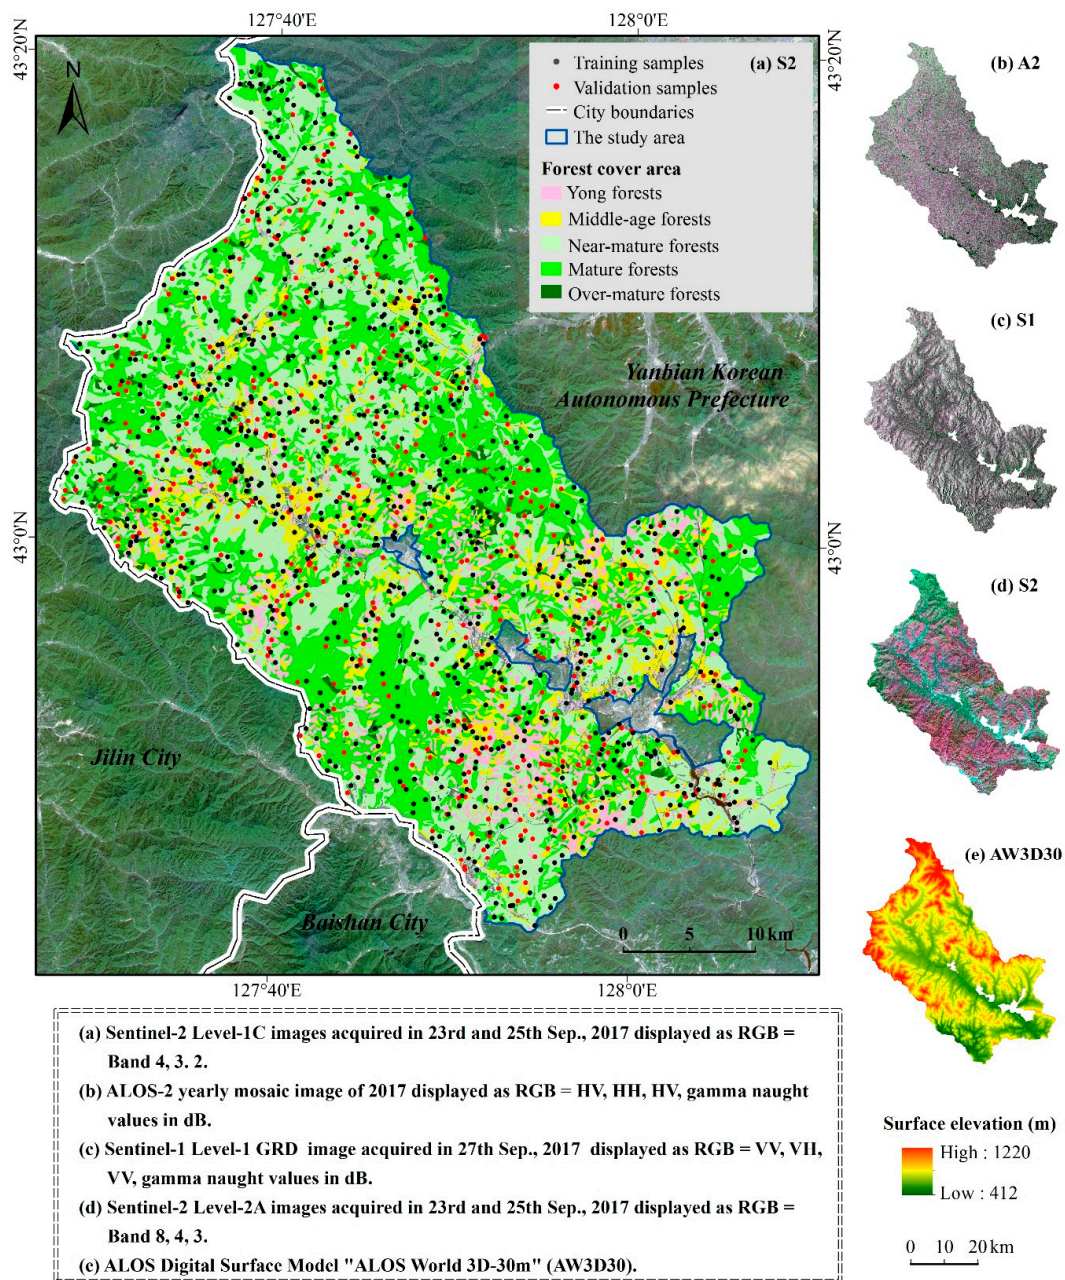 127°40'E
128°0'E
43°20'N
43°20'N
N
(a) S2
Training samples
Validation samples
City boundaries
The study area
Forest cover area
Yong forests
Middle-age forests
Near-mature forests
Mature forests
Over-mature forests
Yanbian Korean
Autonomous Prefecture
43°0'N
43°0'N
Jilin City
Baishan City
0 5 10 km
127°40'E
128°0'E
(b) A2
(c) S1
(d) S2
(e) AW3D30
Surface elevation (m)
High : 1220
Low : 412
0 10 20 km
(a) Sentinel-2 Level-1C images acquired in 23rd and 25th Sep., 2017 displayed as RGB =
Band 4, 3. 2.
(b) ALOS-2 yearly mosaic image of 2017 displayed as RGB = HV, HH, HV, gamma naught
values in dB.
(c) Sentinel-1 Level-1 GRD image acquired in 27th Sep., 2017 displayed as RGB = VV, VH,
VV, gamma naught values in dB.
(d) Sentinel-2 Level-2A images acquired in 23rd and 25th Sep., 2017 displayed as RGB =
Band 8, 4, 3.
(e) ALOS Digital Surface Model "ALOS World 3D-30m" (AW3D30).